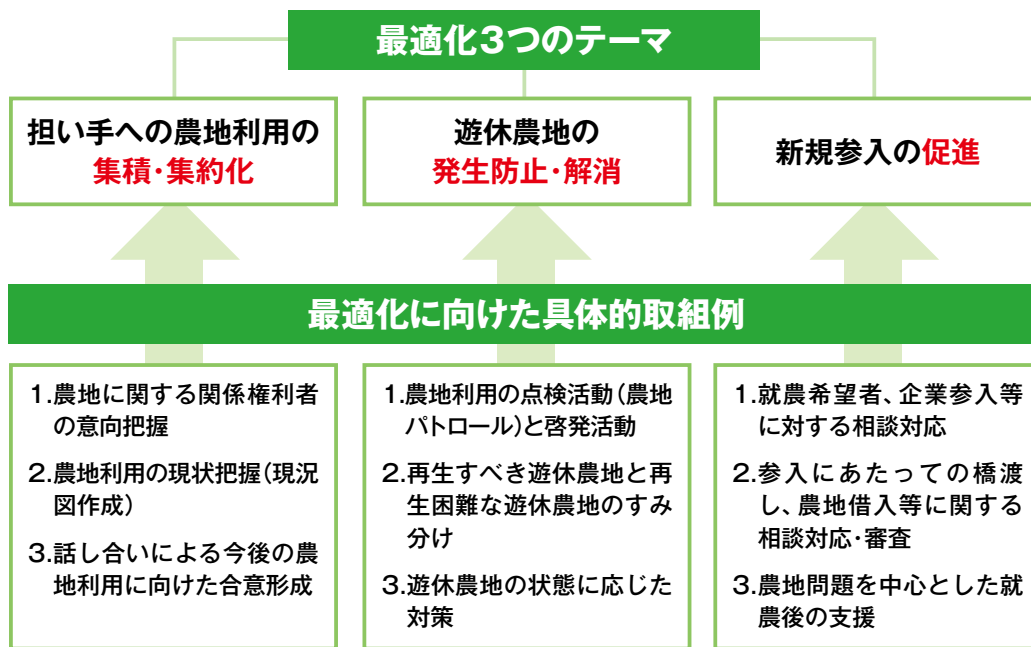 最適化3つのテーマ
担い手への農地利用の
集積・集約化
遊休農地の
発生防止・解消
新規参入の促進
最適化に向けた具体的取組例
1.農地に関する関係権利者
の意向把握
2.農地利用の現状把握(現況
図作成)
3.話し合いによる今後の農
地利用に向けた合意形成
1.農地利用の点検活動(農地
パトロール)と啓発活動
2.再生すべき遊休農地と再
生困難な遊休農地のすみ
分け
3.遊休農地の状態に応じた
対策
1.就農希望者、企業参入等
に対する相談対応
2.参入にあたっての橋渡
し、農地借入等に関する
相談対応・審査
3.農地問題を中心とした就
農後の支援